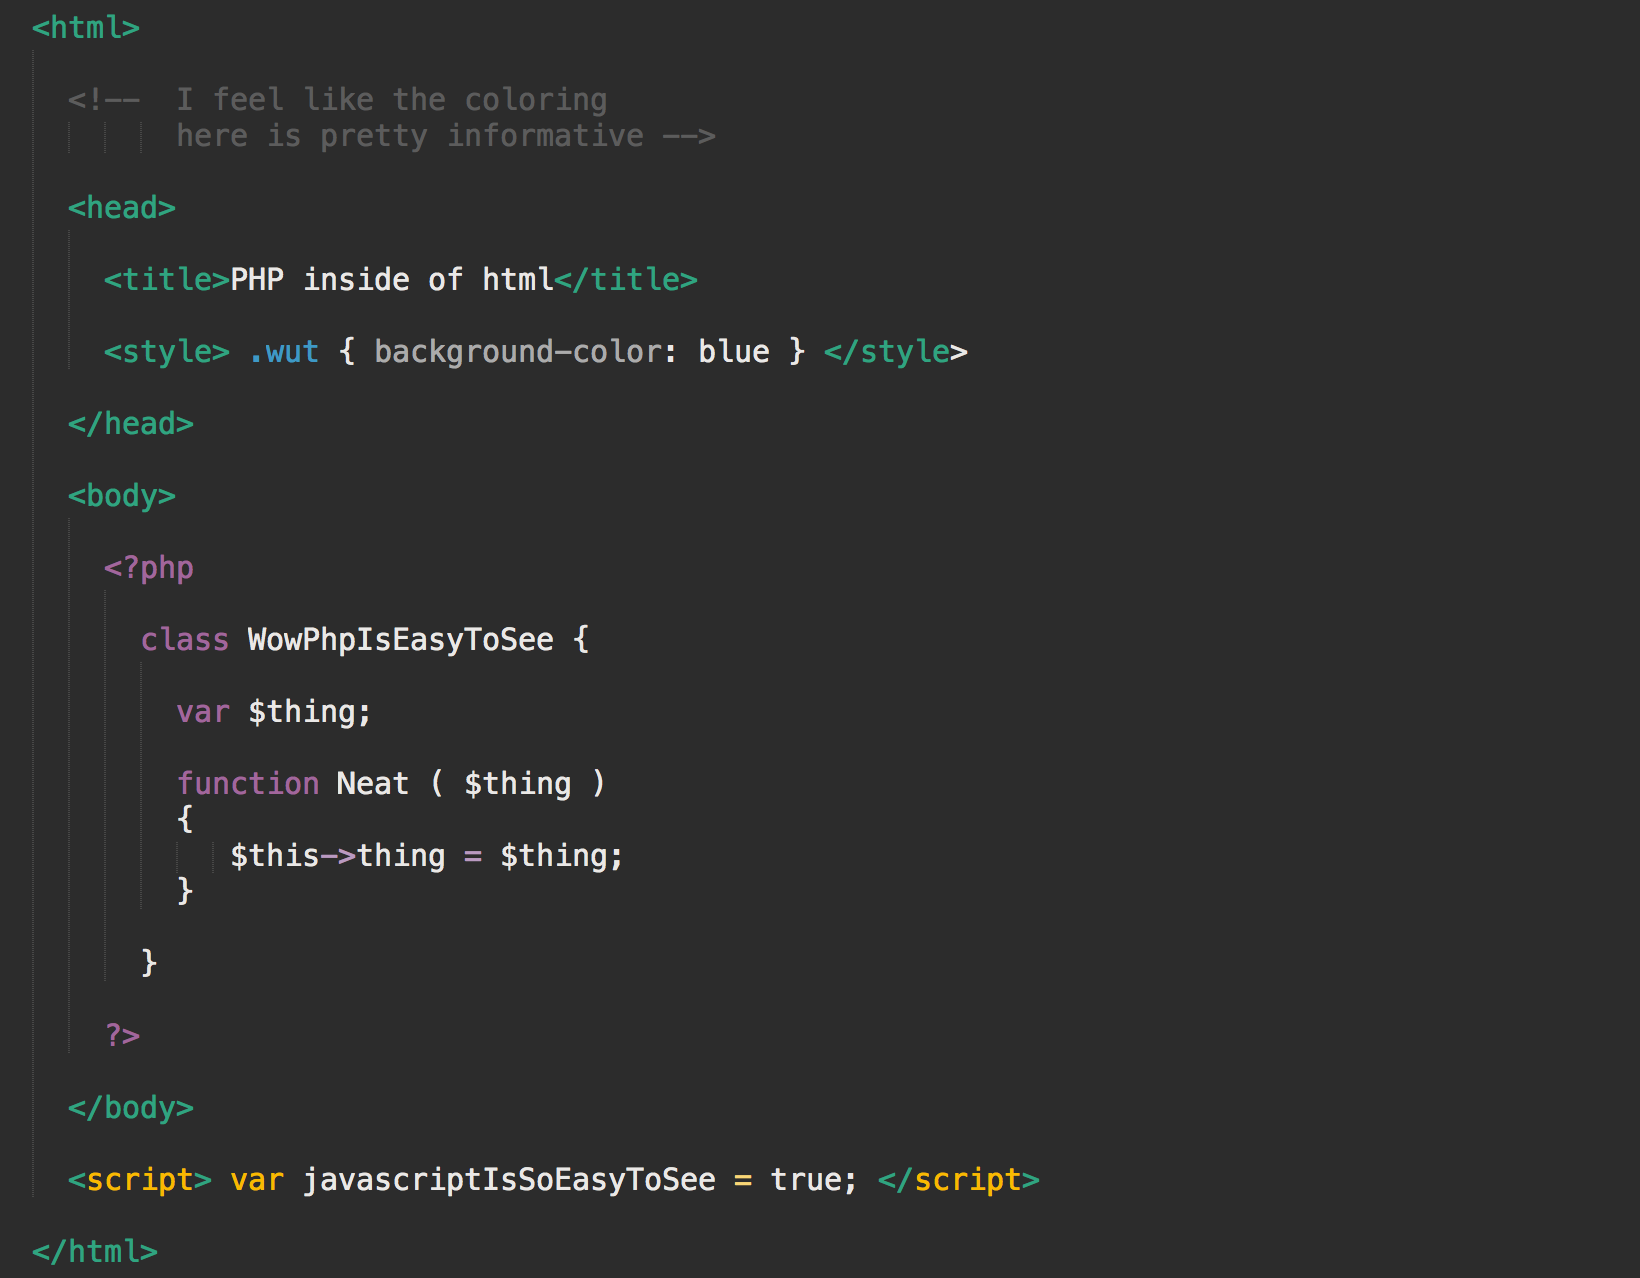 <html>
<!--  I feel like the coloring
here is pretty informative -->
<head>
<title>PHP inside of html</title>
<style> .wut { background-color: blue } </style>
</head>
<body>
<?php
class WowPhpIsEasyToSee {
var $thing;
function Neat ( $thing )
{
$this->thing = $thing;
}
}
?>
</body>
<script> var javascriptIsSoEasyToSee = true; </script>
</html>